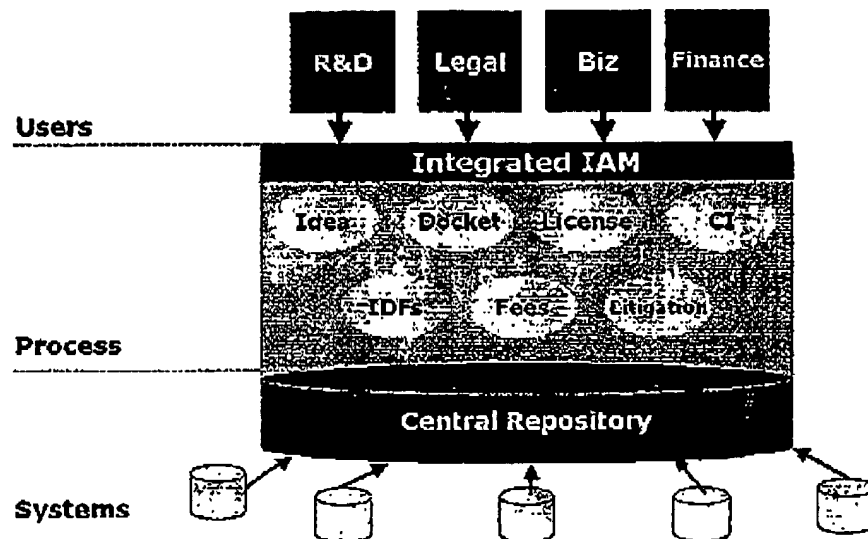 R&D Legal Biz Finance
Users
Integrated IAM
Idea Docket License CI
IDFs Fees Litigation
Process
Central Repository
Systems